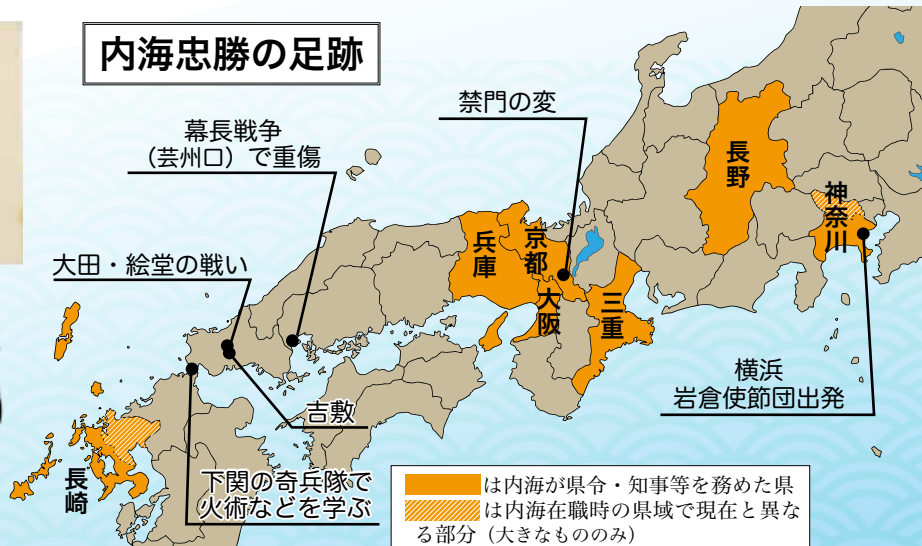 内海忠勝の足跡
禁門の変
幕長戦争
（芸州口）で重傷
大田・絵堂の戦い
長野
神奈川
兵庫
京都
大阪
三重
横浜
岩倉使節団出発
吉敷
下関の奇兵隊で
火術などを学ぶ
長崎
は内海が県令・知事等を務めた県
は内海在職時の県域で現在と異な
る部分（大きなもののみ）